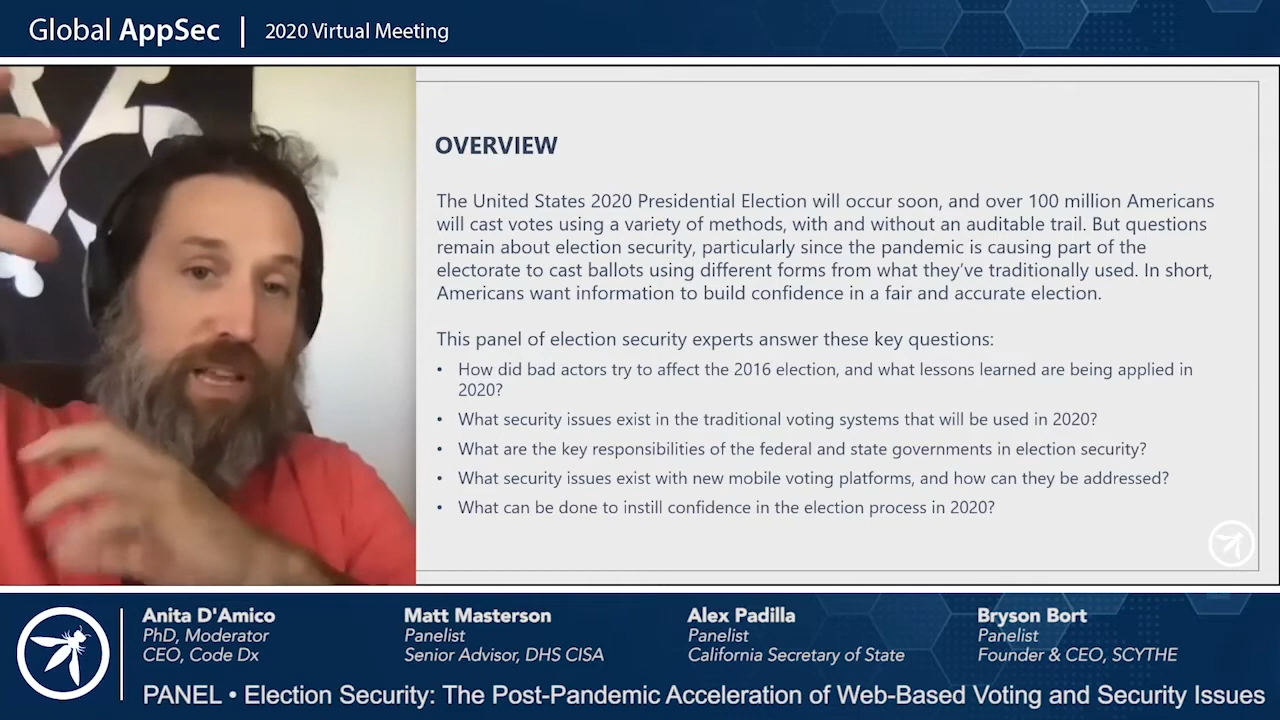 Global AppSec | 2020 Virtual Meeting
OVERVIEW
The United States 2020 Presidential Election will occur soon, and over 100 million Americans
will cast votes using a variety of methods, with and without an auditable trail. But questions
remain about election security, particularly since the pandemic is causing part of the
electorate to cast ballots using different forms from what they’ve traditionally used. In short,
Americans want information to build confidence in a fair and accurate election.
This panel of election security experts answer these key questions:
• How did bad actors try to affect the 2016 election, and what lessons learned are being applied in
2020?
• What security issues exist in the traditional voting systems that will be used in 2020?
• What are the key responsibilities of the federal and state governments in election security?
• What security issues exist with new mobile voting platforms, and how can they be addressed?
• What can be done to instill confidence in the election process in 2020?
Anita D'Amico
PhD, Moderator
CEO, Code Dx
Matt Masterson
Panelist
Senior Advisor, DHS CISA
Alex Padilla
Panelist
California Secretary of State
Bryson Bort
Panelist
Founder & CEO, SCYTHE
PANEL • Election Security: The Post-Pandemic Acceleration of Web-Based Voting and Security Issues